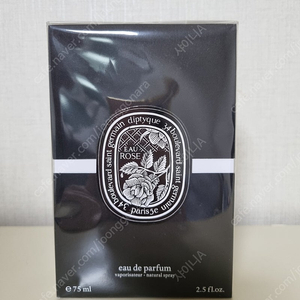 diptyque 34 boulevard saint germain
EAU
ROSE
34 boulevard saint germain
paris 5e
eau de parfum
vaporisateur · natural spray
e 75 ml
2.5 fl.oz.